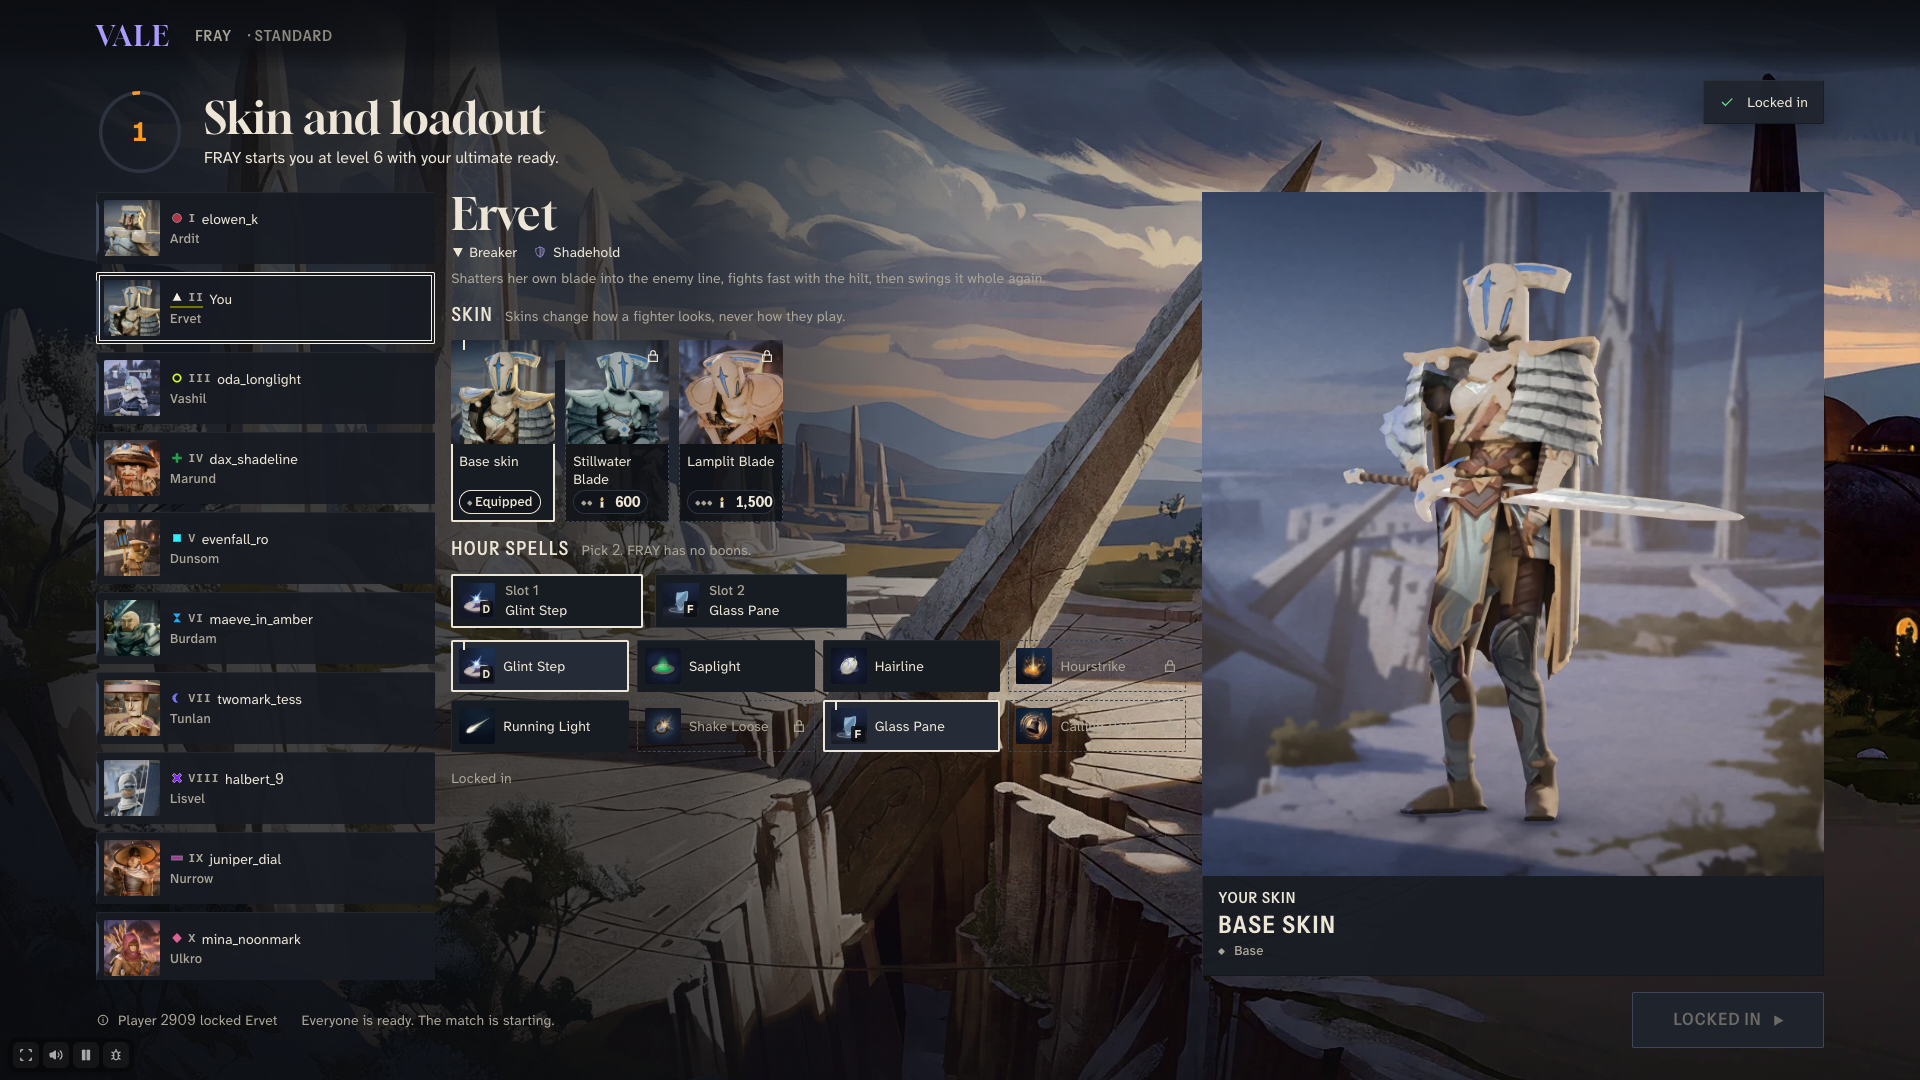 VALE FRAY · STANDARD
1
Skin and loadout
FRAY starts you at level 6 with your ultimate ready.
Locked in
I elowen_k
Ardit
II You
Ervet
III oda_longlight
Vashil
IV dax_shadeline
Marund
V evenfall_ro
Dunsom
VI maeve_in_amber
Burdam
VII twomark_tess
Tunlan
VIII halbert_9
Lisvel
IX juniper_dial
Nurrow
X mina_noonmark
Ulkro
Ervet
Breaker Shadehold
Shatters her own blade into the enemy line, fights fast with the hilt, then swings it whole again.
SKIN Skins change how a fighter looks, never how they play.
Base skin
Equipped
Stillwater
Blade
600
Lamplit Blade
1,500
HOUR SPELLS Pick 2. FRAY has no boons.
D Slot 1
Glint Step
F Slot 2
Glass Pane
D Glint Step
Saplight
Hairline
Hourstrike
Running Light
Shake Loose
F Glass Pane
Locked in
YOUR SKIN
BASE SKIN
Base
Player 2909 locked Ervet Everyone is ready. The match is starting.
LOCKED IN